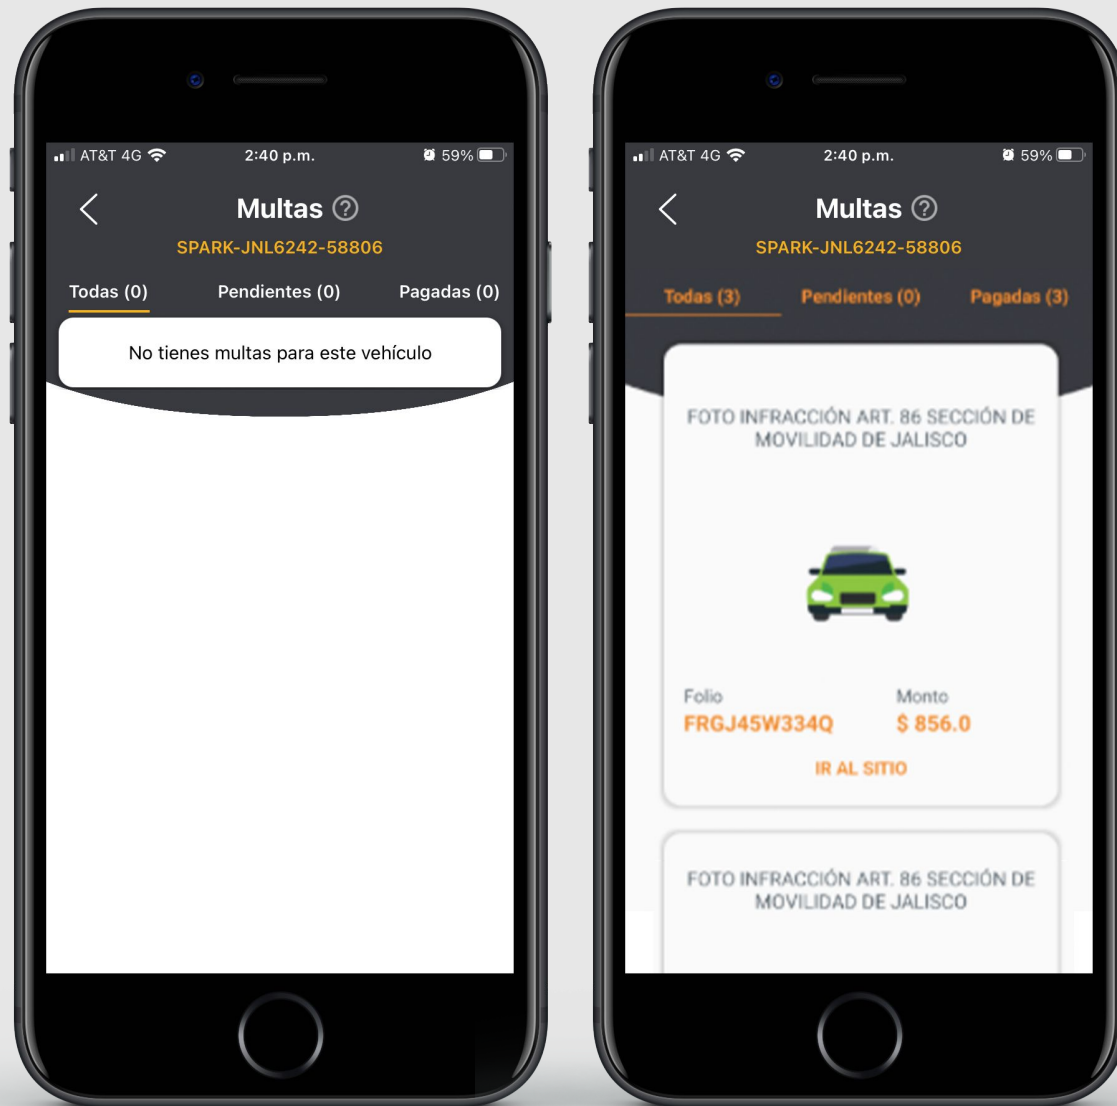 AT&T 4G 2:40 p.m. 59%
Multas ?
SPARK-JNL6242-58806
Todas (0) Pendientes (0) Pagadas (0)
No tienes multas para este vehículo
AT&T 4G 2:40 p.m. 59%
Multas ?
SPARK-JNL6242-58806
Todas (3) Pendientes (0) Pagadas (3)
FOTO INFRACCIÓN ART. 86 SECCIÓN DE
MOVILIDAD DE JALISCO
Folio Monto
FRGJ45W334Q $ 856.0
IR AL SITIO
FOTO INFRACCIÓN ART. 86 SECCIÓN DE
MOVILIDAD DE JALISCO